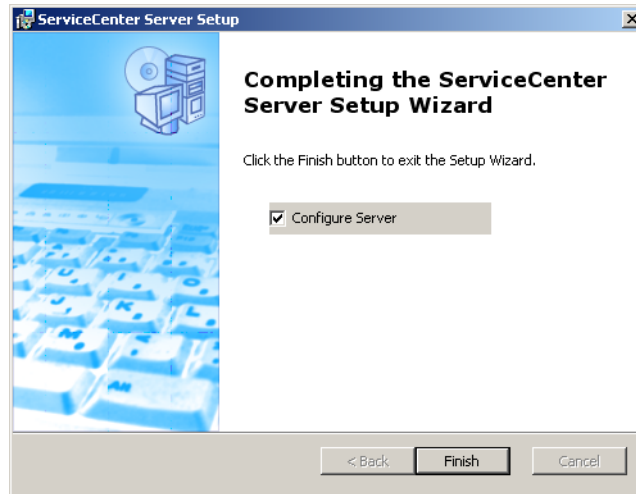 ServiceCenter Server Setup
Completing the ServiceCenter
Server Setup Wizard
Click the Finish button to exit the Setup Wizard.
Configure Server
< Back
Finish
Cancel